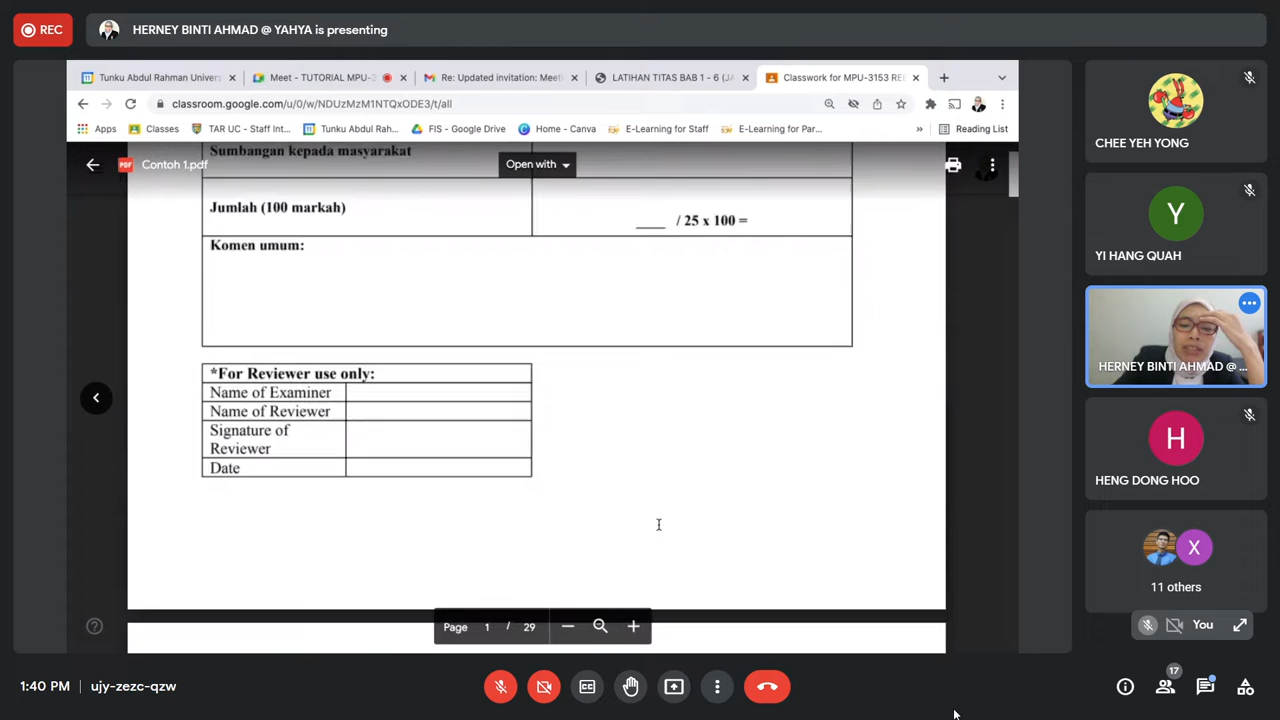 REC
HERNEY BINTI AHMAD @ YAHYA is presenting
Tunku Abdul Rahman Univers
Meet - TUTORIAL MPU-3
Re: Updated invitation: Meeti
LATIHAN TITAS BAB 1 - 6 (JA
Classwork for MPU-3153 REE
classroom.google.com/u/0/w/NDUzMzM1NTQxODE3/t/all
Apps
Classes
TAR UC - Staff Int...
Tunku Abdul Rah...
FIS - Google Drive
Home - Canva
E-Learning for Staff
E-Learning for Par...
»
Reading List
Sumbangan kepada masyarakat
PDF
Contoh 1.pdf
Open with
Jumlah (100 markah)
____ / 25 x 100 =
Komen umum:
*For Reviewer use only:
Name of Examiner
Name of Reviewer
Signature of
Reviewer
Date
Page 1 / 29
CHEE YEH YONG
Y
YI HANG QUAH
HERNEY BINTI AHMAD @ ...
H
HENG DONG HOO
X
11 others
You
1:40 PM
ujy-zezc-qzw
17